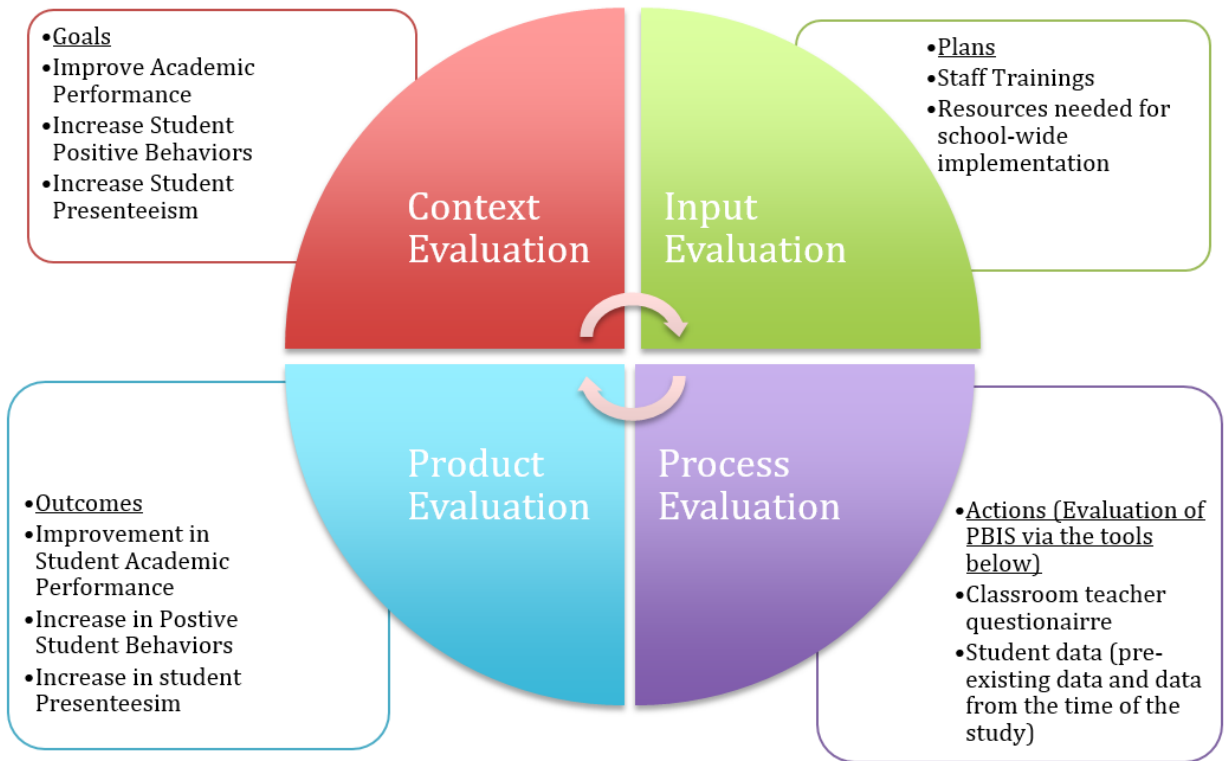 •Goals
•Improve Academic
Performance
•Increase Student
Positive Behaviors
•Increase Student
Presenteeism
Context
Evaluation
Input
Evaluation
•Plans
•Staff Trainings
•Resources needed for
school-wide
implementation
•Outcomes
•Improvement in
Student Academic
Performance
•Increase in Postive
Student Behaviors
•Increase in student
Presenteesim
Product
Evaluation
Process
Evaluation
•Actions (Evaluation of
PBIS via the tools
below)
•Classroom teacher
questionairre
•Student data (pre-
existing data and data
from the time of the
study)